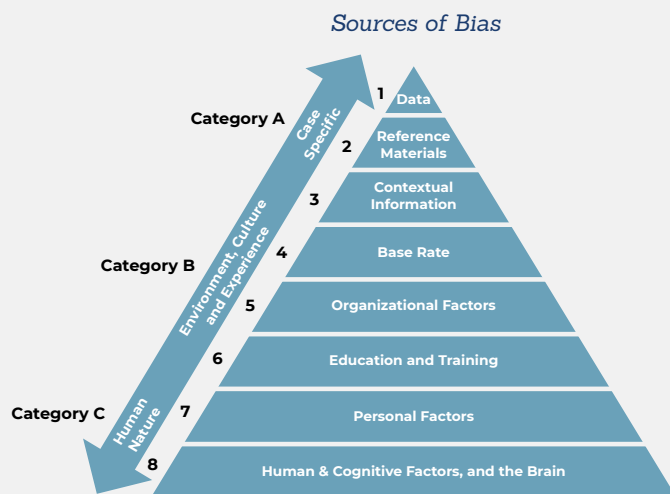 Sources of Bias
Category A
Case
Specific
Category B
Environment, Culture
and Experience
Category C
Human
Nature
1
Data
2
Reference
Materials
3
Contextual
Information
4
Base Rate
5
Organizational Factors
6
Education and Training
7
Personal Factors
8
Human & Cognitive Factors, and the Brain